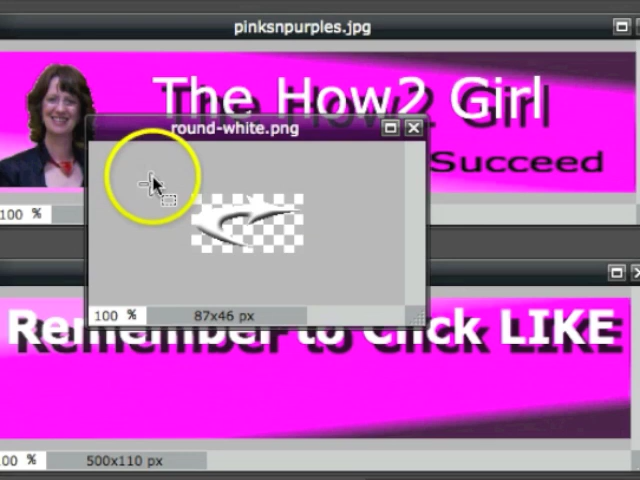 pinksnpurples.jpg
The How2 Girl
round-white.png
Succeed
100 %
100 % 87x46 px
Remember to Click LIKE
00 % 500x110 px